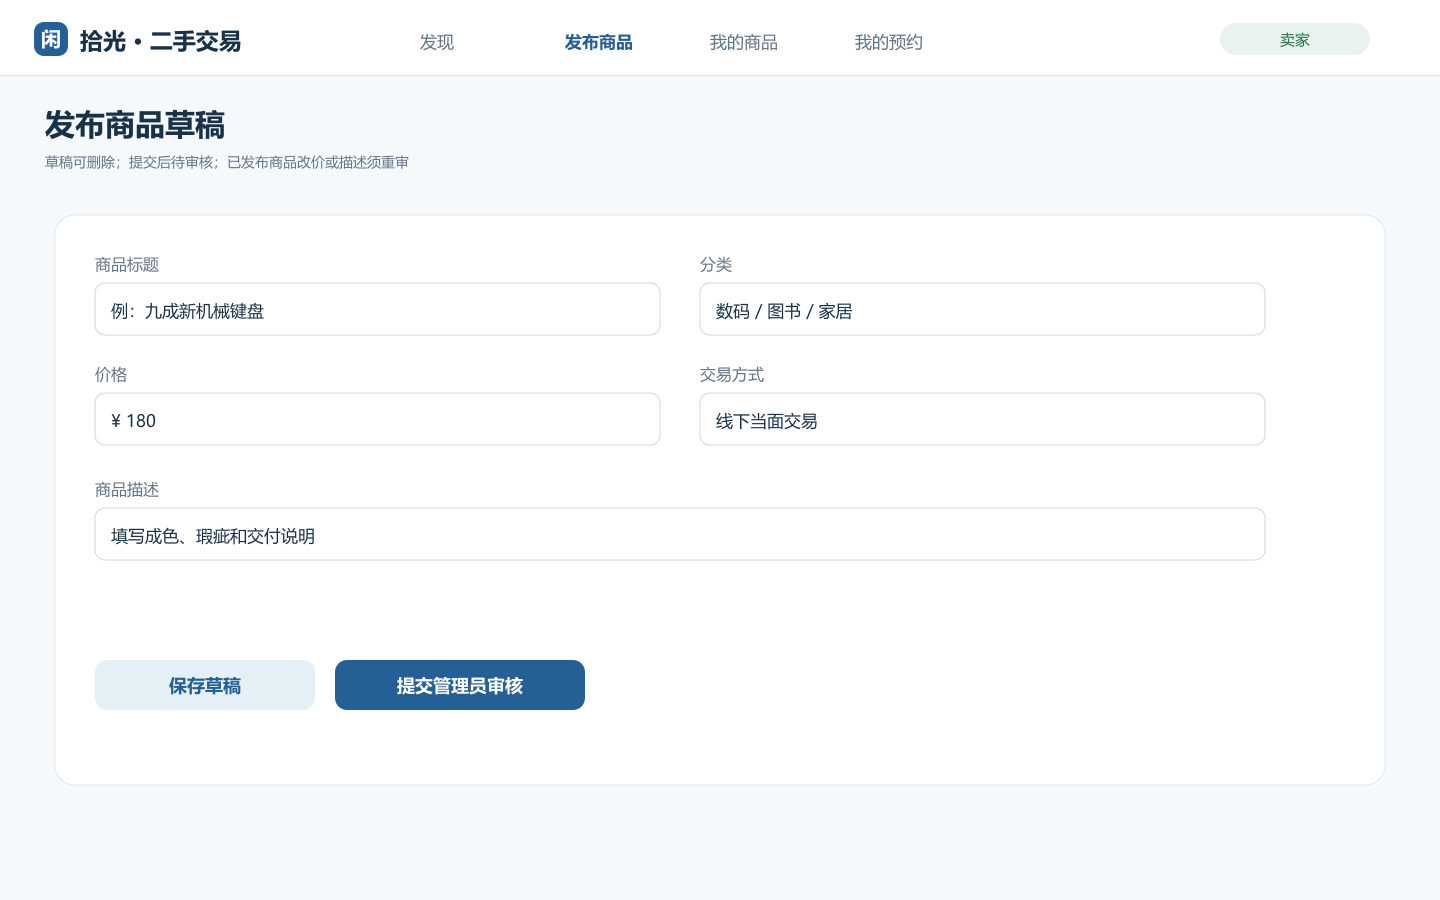 闲 拾光・二手交易 发现 发布商品 我的商品 我的预约 卖家
发布商品草稿
草稿可删除；提交后待审核；已发布商品改价或描述须重审
商品标题 分类
例：九成新机械键盘 数码 / 图书 / 家居
价格 交易方式
¥ 180 线下当面交易
商品描述
填写成色、瑕疵和交付说明
保存草稿 提交管理员审核